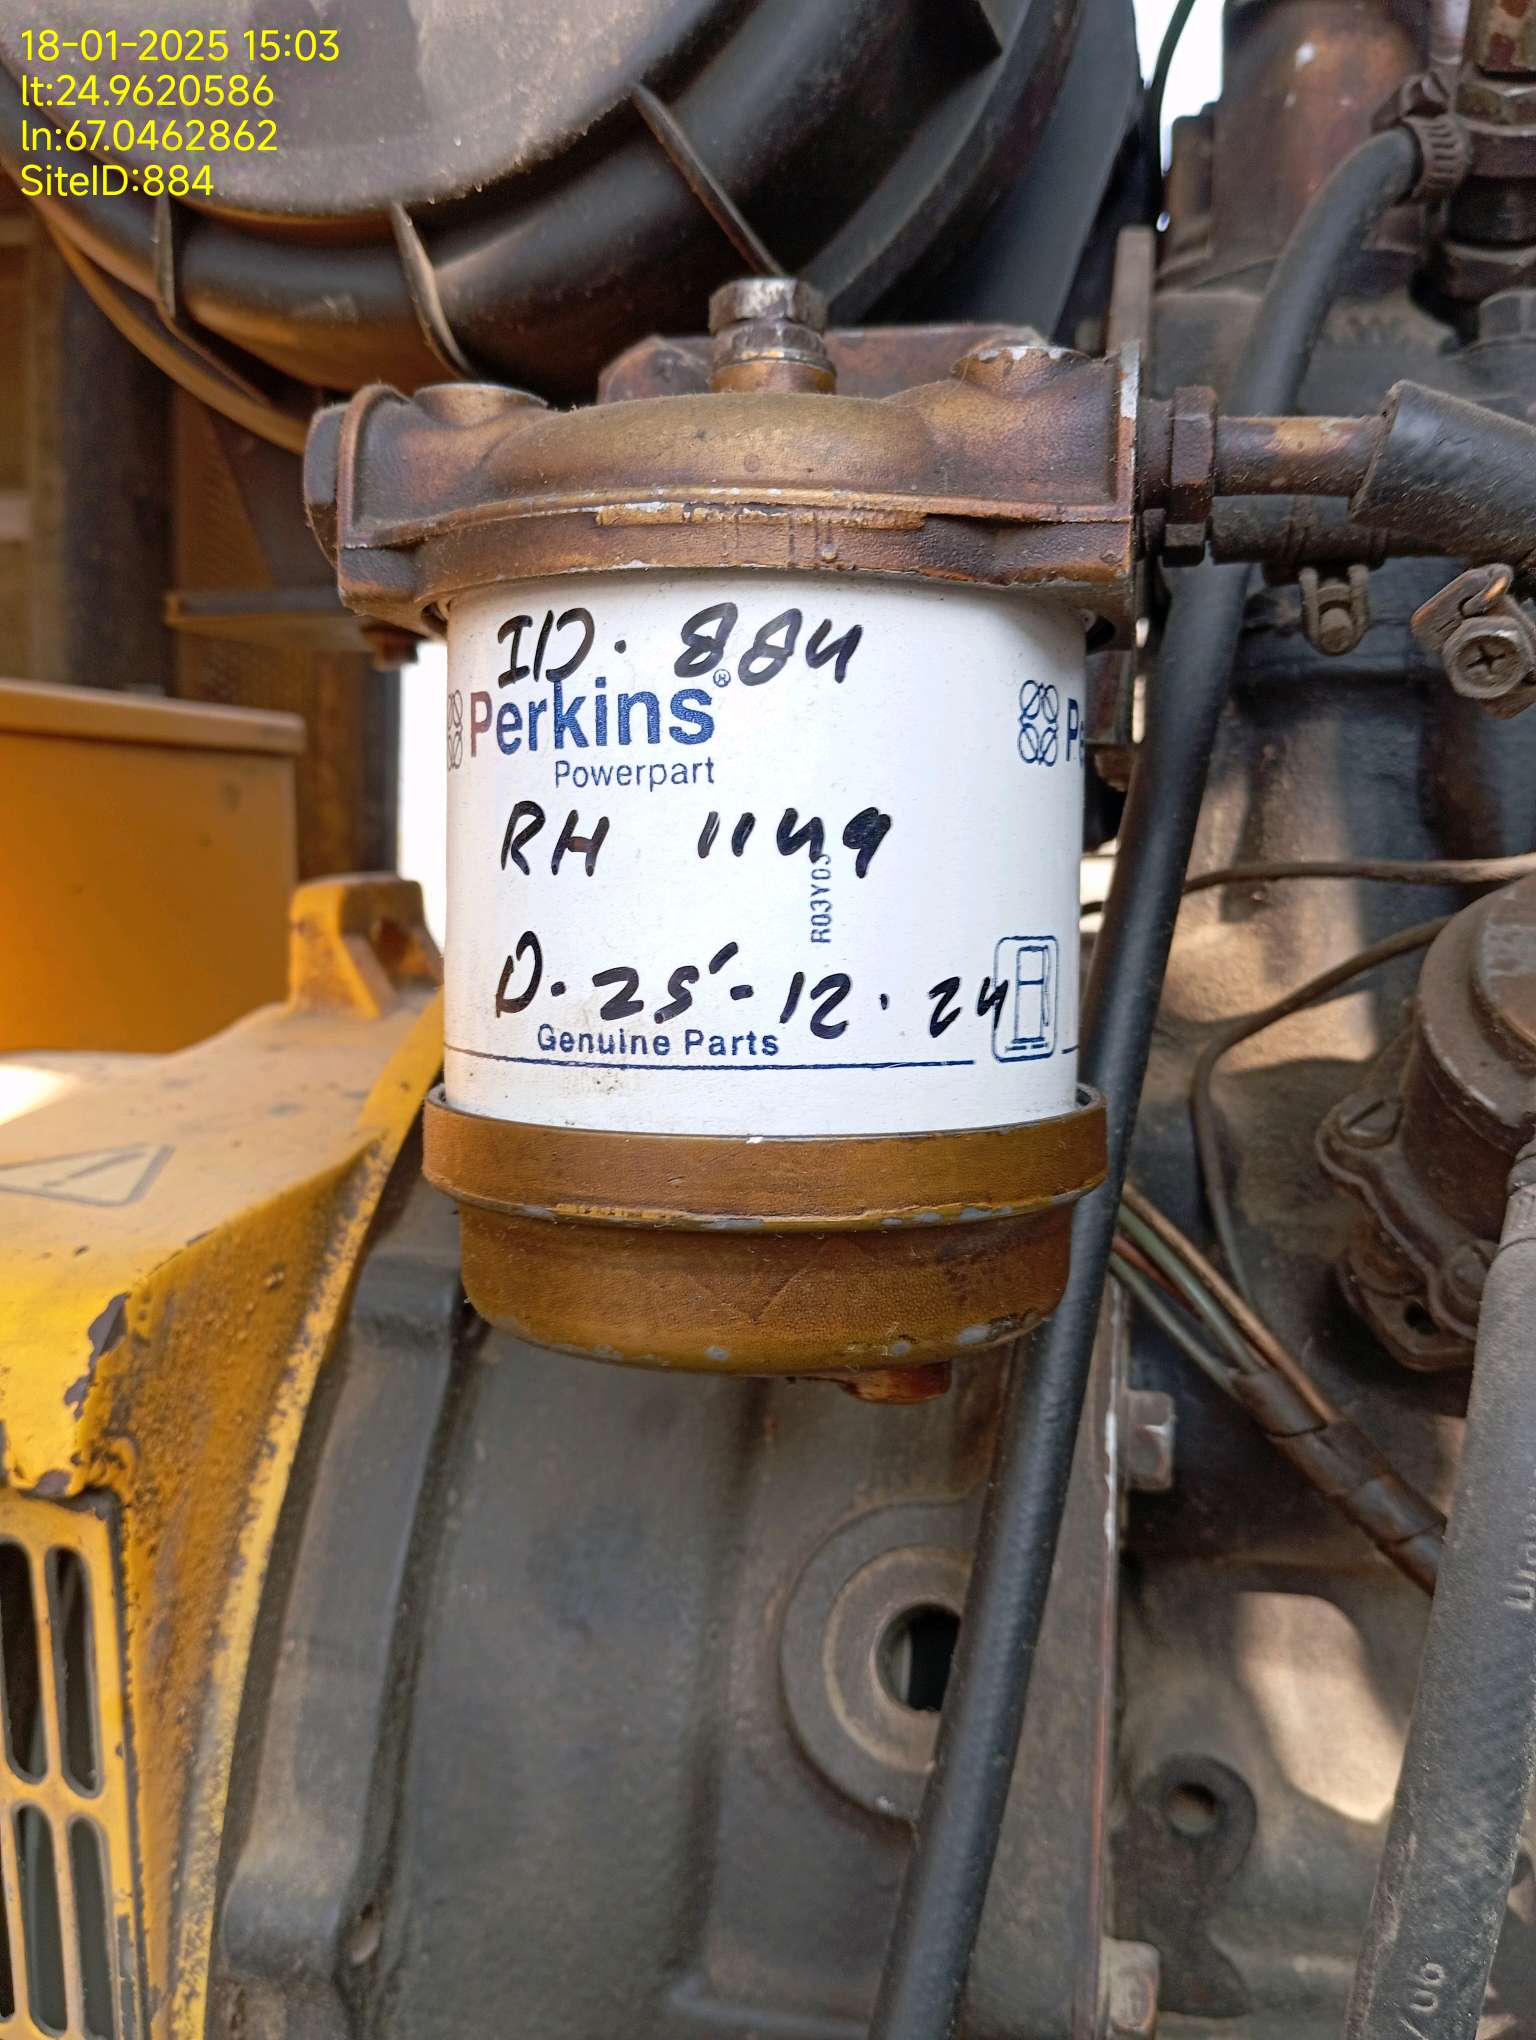 18-01-2025 15:03
lt:24.9620586
ln:67.0462862
SiteID:884
ID. 884
Perkins®
Powerpart
RH 1149
R03Y03
D. 25-12.24
Genuine Parts